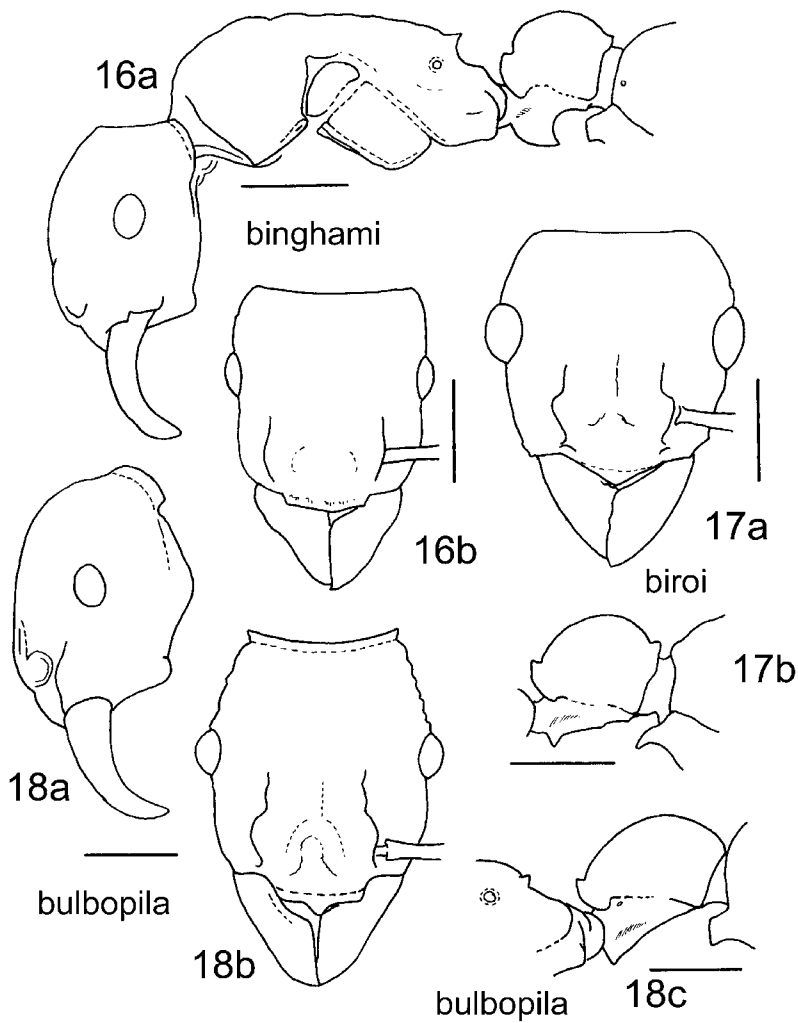 16a
binghami
16b
17a
biroi
17b
18a
bulbopila
18b
18c
bulbopila